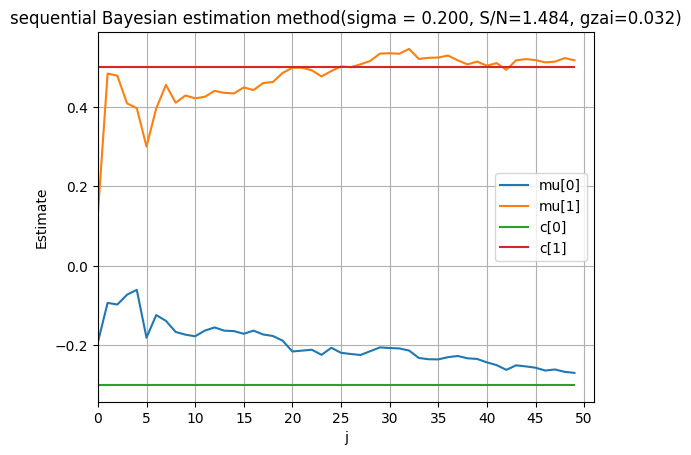 sequential Bayesian estimation method(sigma = 0.200, S/N=1.484, gzai=0.032)
Estimate
0.4
0.2
0.0
−0.2
mu[0]
mu[1]
c[0]
c[1]
0 5 10 15 20 25 30 35 40 45 50
j